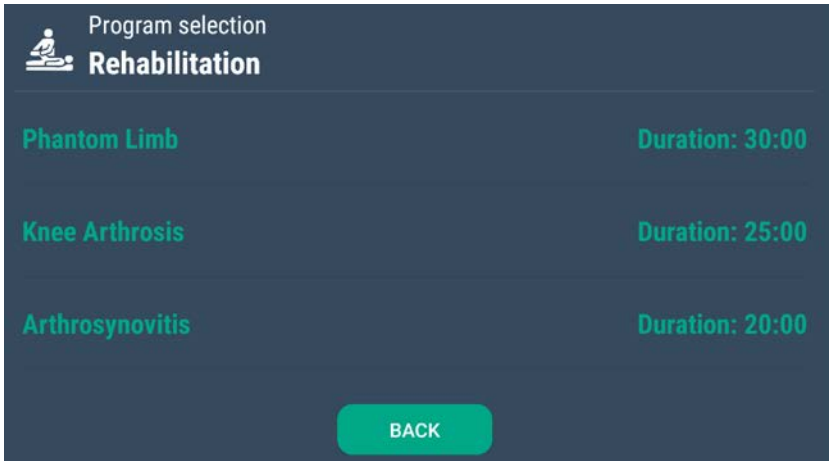 Program selection
Rehabilitation
Phantom Limb Duration: 30:00
Knee Arthrosis Duration: 25:00
Arthrosynovitis Duration: 20:00
BACK